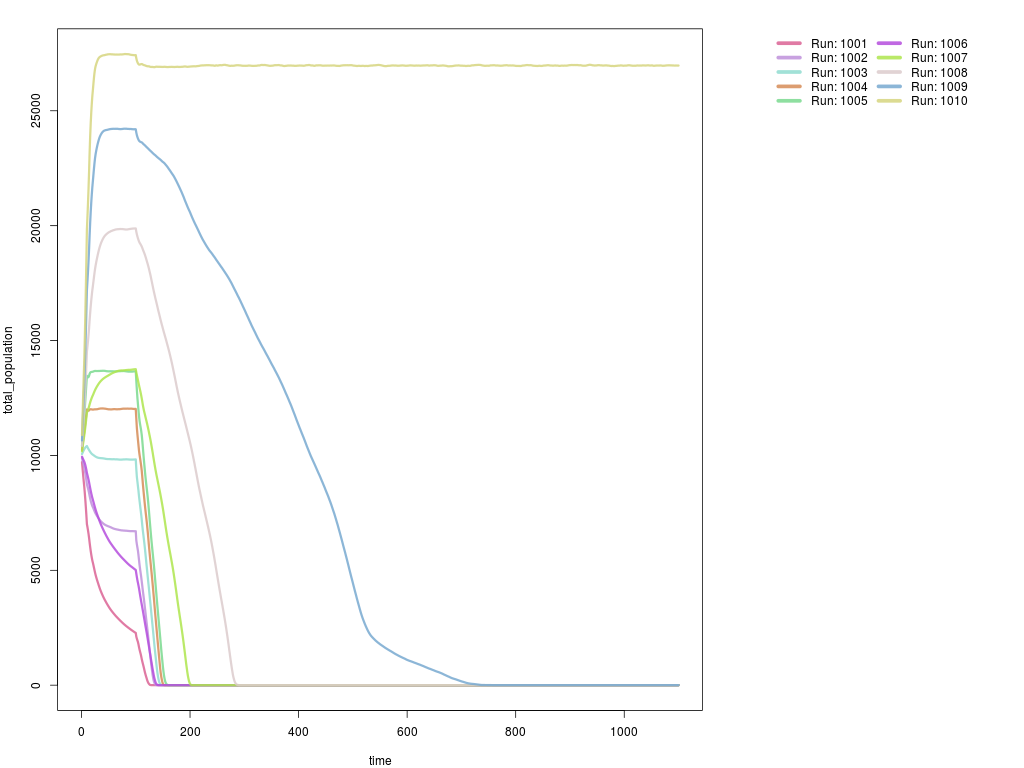 Run: 1001 Run: 1006
Run: 1002 Run: 1007
Run: 1003 Run: 1008
Run: 1004 Run: 1009
Run: 1005 Run: 1010
total_population
25000
20000
15000
10000
5000
0
0 200 400 600 800 1000
time